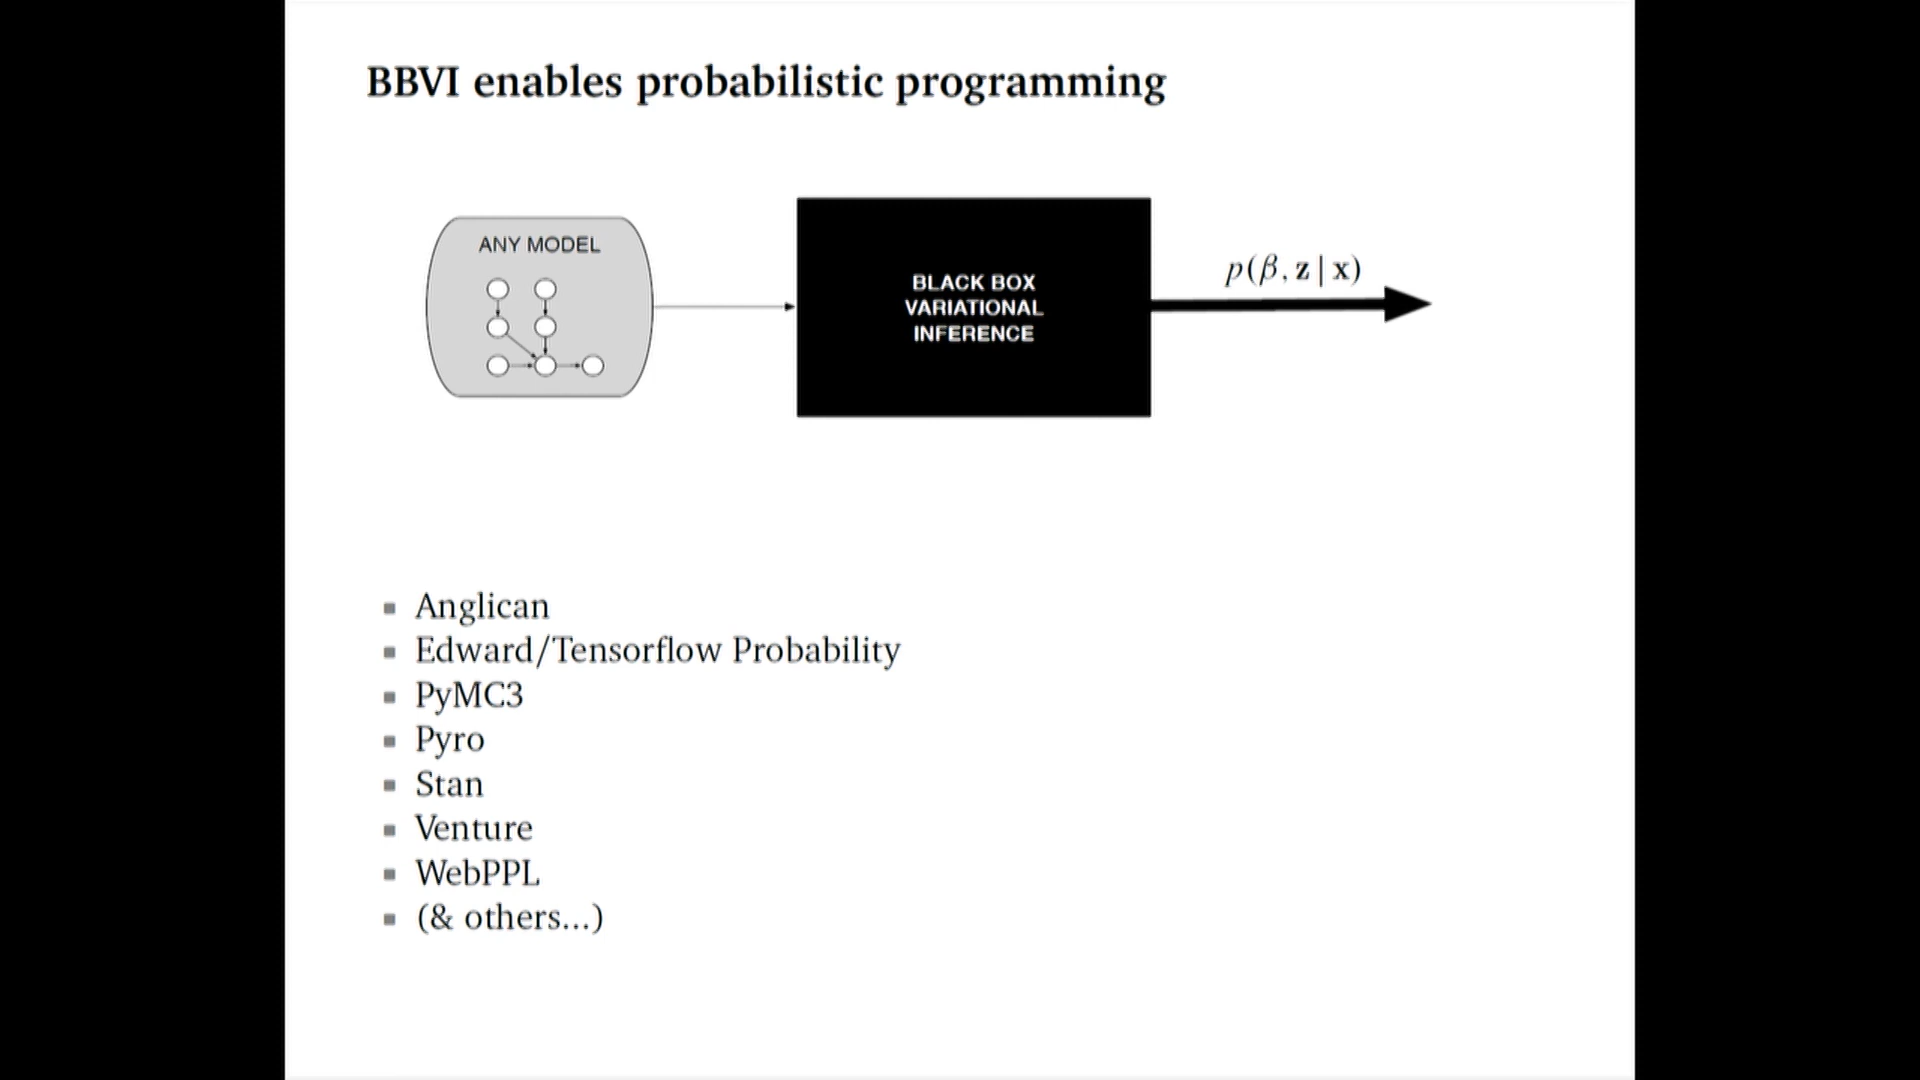 BBVI enables probabilistic programming
ANY MODEL
BLACK BOX
VARIATIONAL
INFERENCE
p(β, z | x)
Anglican
Edward/Tensorflow Probability
PyMC3
Pyro
Stan
Venture
WebPPL
(& others...)